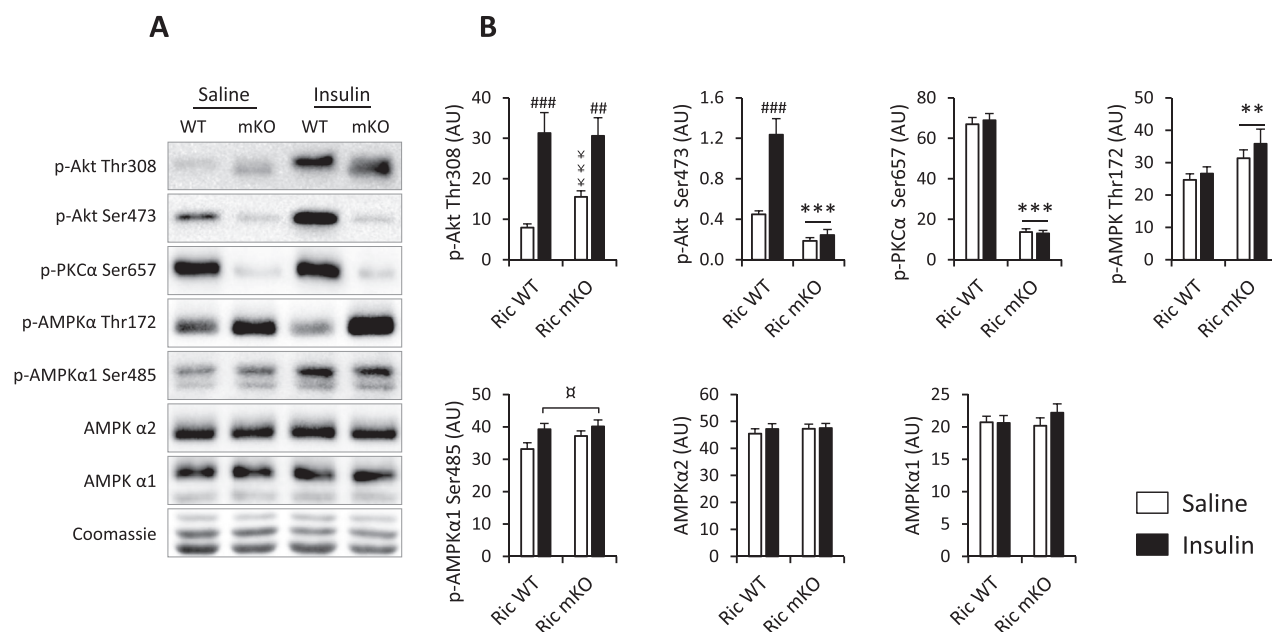 A
B
Saline
Insulin
WT
mKO
WT
mKO
p-Akt Thr308
p-Akt Ser473
p-PKCα Ser657
p-AMPKα Thr172
p-AMPKα1 Ser485
AMPK α2
AMPK α1
Coomassie
p-Akt Thr308 (AU)
40
30
20
10
0
###
##
¥
¥
¥
Ric WT
Ric mKO
p-Akt Ser473 (AU)
1.6
1.2
0.8
0.4
0.0
###
***
Ric WT
Ric mKO
p-PKCα Ser657 (AU)
80
60
40
20
0
***
Ric WT
Ric mKO
p-AMPK Thr172 (AU)
50
40
30
20
10
0
**
Ric WT
Ric mKO
p-AMPKα1 Ser485 (AU)
50
40
30
20
10
0
¤
Ric WT
Ric mKO
AMPKα2 (AU)
60
50
40
30
20
10
0
Ric WT
Ric mKO
AMPKα1 (AU)
25
20
15
10
5
0
Ric WT
Ric mKO
Saline
Insulin